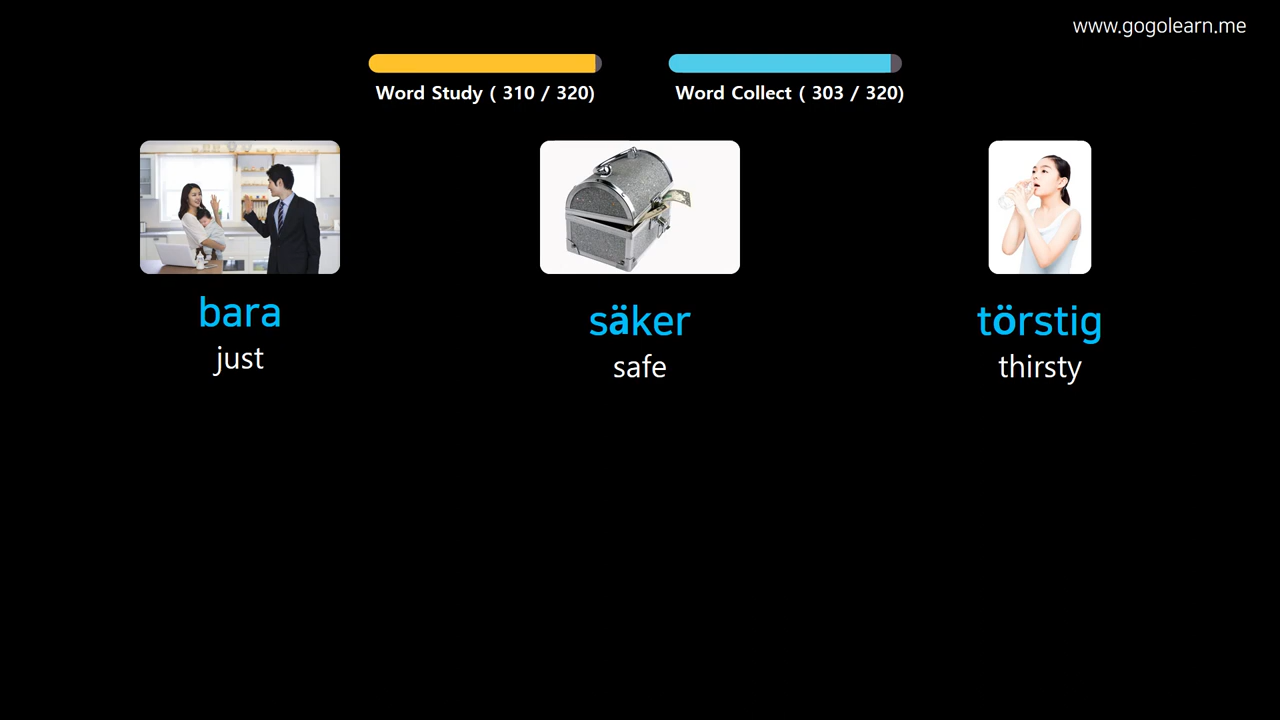 www.gogolearn.me
Word Study ( 310 / 320)
Word Collect ( 303 / 320)
bara
just
säker
safe
törstig
thirsty